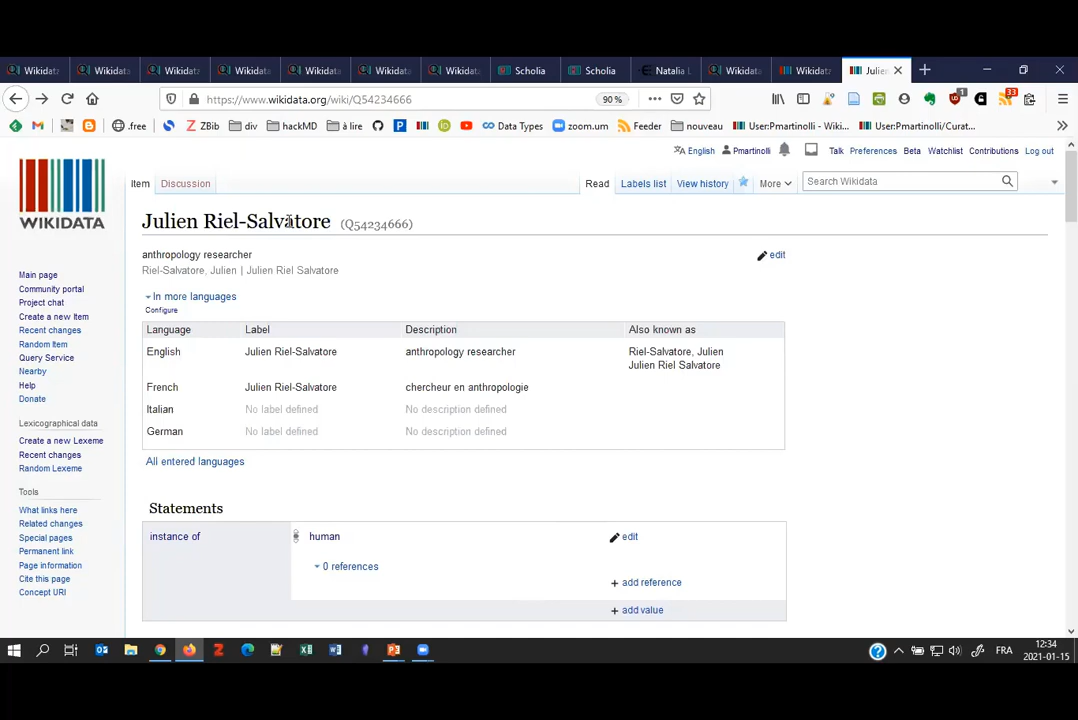 Wikidat
Wikidata
Wikidat
Wikidata
Wikidata
Wikidat
Wikidat
Scholia
Scholia
Natalia L
Wikidata
Wikidat
Julien
https://www.wikidata.org/wiki/Q54234666
90 %
33
1
.free
ZBib
div
hackMD
à lire
Data Types
zoom.um
Feeder
nouveau
User:Pmartinolli - Wiki...
User:Pmartinolli/Curat...
English
Pmartinolli
Talk
Preferences
Beta
Watchlist
Contributions
Log out
Item
Discussion
Read
Labels list
View history
More
Search Wikidata
WIKIDATA
Julien Riel-Salvatore (Q54234666)
anthropology researcher
edit
Riel-Salvatore, Julien | Julien Riel Salvatore
In more languages
Configure
Language Label Description Also known as
English Julien Riel-Salvatore anthropology researcher Riel-Salvatore, Julien
Julien Riel Salvatore
French Julien Riel-Salvatore chercheur en anthropologie
Italian No label defined No description defined
German No label defined No description defined
All entered languages
Statements
instance of
human
edit
0 references
+ add reference
+ add value
Main page
Community portal
Project chat
Create a new Item
Recent changes
Random Item
Query Service
Nearby
Help
Donate
Lexicographical data
Create a new Lexeme
Recent changes
Random Lexeme
Tools
What links here
Related changes
Special pages
Permanent link
Page information
Cite this page
Concept URI
FRA
12:34
2021-01-15